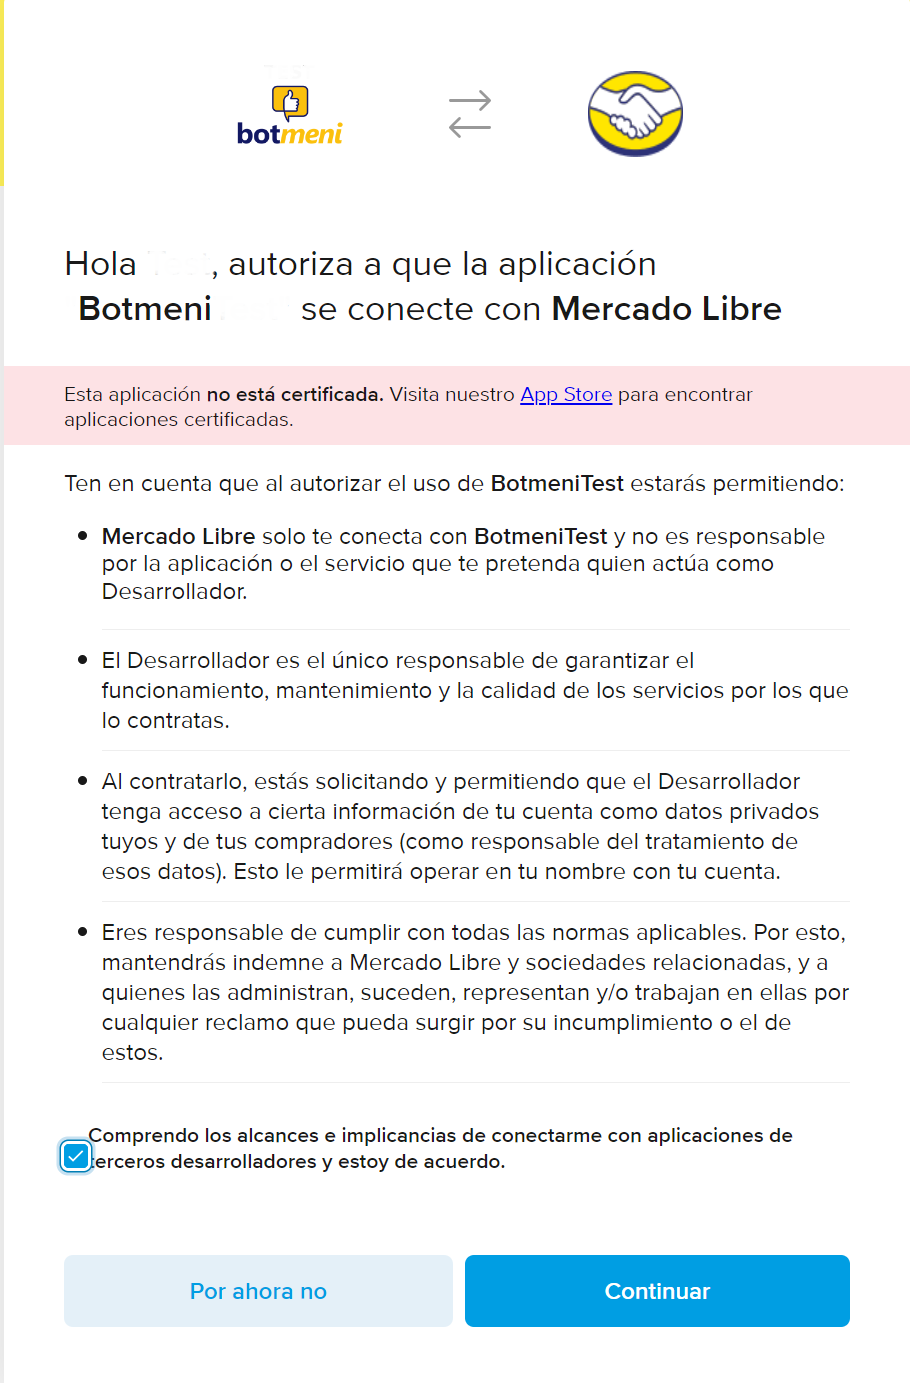 botmeni
Hola , autoriza a que la aplicación
Botmeni se conecte con Mercado Libre
Esta aplicación no está certificada. Visita nuestro App Store para encontrar
aplicaciones certificadas.
Ten en cuenta que al autorizar el uso de BotmeniTest estarás permitiendo:
Mercado Libre solo te conecta con BotmeniTest y no es responsable
por la aplicación o el servicio que te pretenda quien actúa como
Desarrollador.
El Desarrollador es el único responsable de garantizar el
funcionamiento, mantenimiento y la calidad de los servicios por los que
lo contratas.
Al contratarlo, estás solicitando y permitiendo que el Desarrollador
tenga acceso a cierta información de tu cuenta como datos privados
tuyos y de tus compradores (como responsable del tratamiento de
esos datos). Esto le permitirá operar en tu nombre con tu cuenta.
Eres responsable de cumplir con todas las normas aplicables. Por esto,
mantendrás indemne a Mercado Libre y sociedades relacionadas, y a
quienes las administran, suceden, representan y/o trabajan en ellas por
cualquier reclamo que pueda surgir por su incumplimiento o el de
estos.
Comprendo los alcances e implicancias de conectarme con aplicaciones de
terceros desarrolladores y estoy de acuerdo.
Por ahora no
Continuar